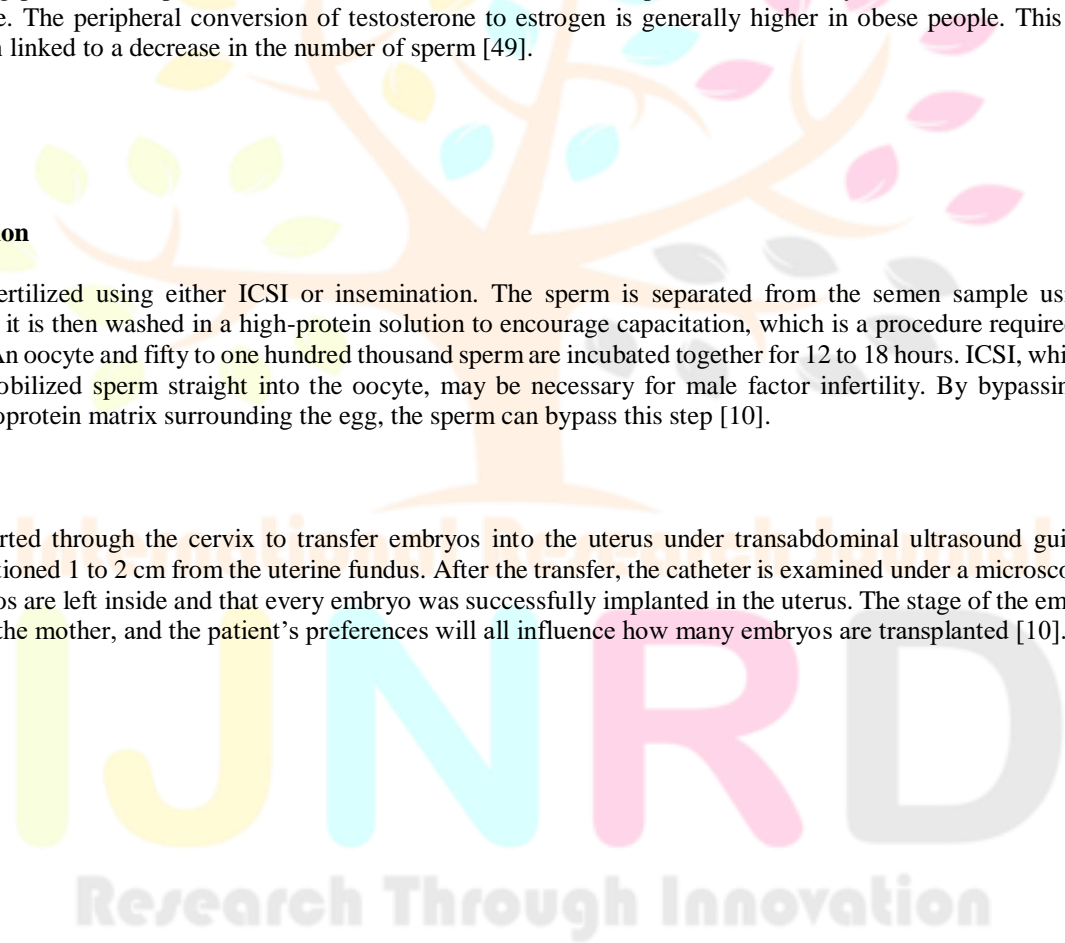 e. The peripheral conversion of testosterone to estrogen is generally higher in obese people. This
linked to a decrease in the number of sperm [49].
ion
ertilized using either ICSI or insemination. The sperm is separated from the semen sample usi
it is then washed in a high-protein solution to encourage capacitation, which is a procedure require
An oocyte and fifty to one hundred thousand sperm are incubated together for 12 to 18 hours. ICSI, whi
obilized sperm straight into the oocyte, may be necessary for male factor infertility. By bypassin
oprotein matrix surrounding the egg, the sperm can bypass this step [10].
International Research Journal
rted through the cervix to transfer embryos into the uterus under transabdominal ultrasound gui
tioned 1 to 2 cm from the uterine fundus. After the transfer, the catheter is examined under a microsco
os are left inside and that every embryo was successfully implanted in the uterus. The stage of the em
the mother, and the patient’s preferences will all influence how many embryos are transplanted [10].
IJNRD
Research Through Innovation